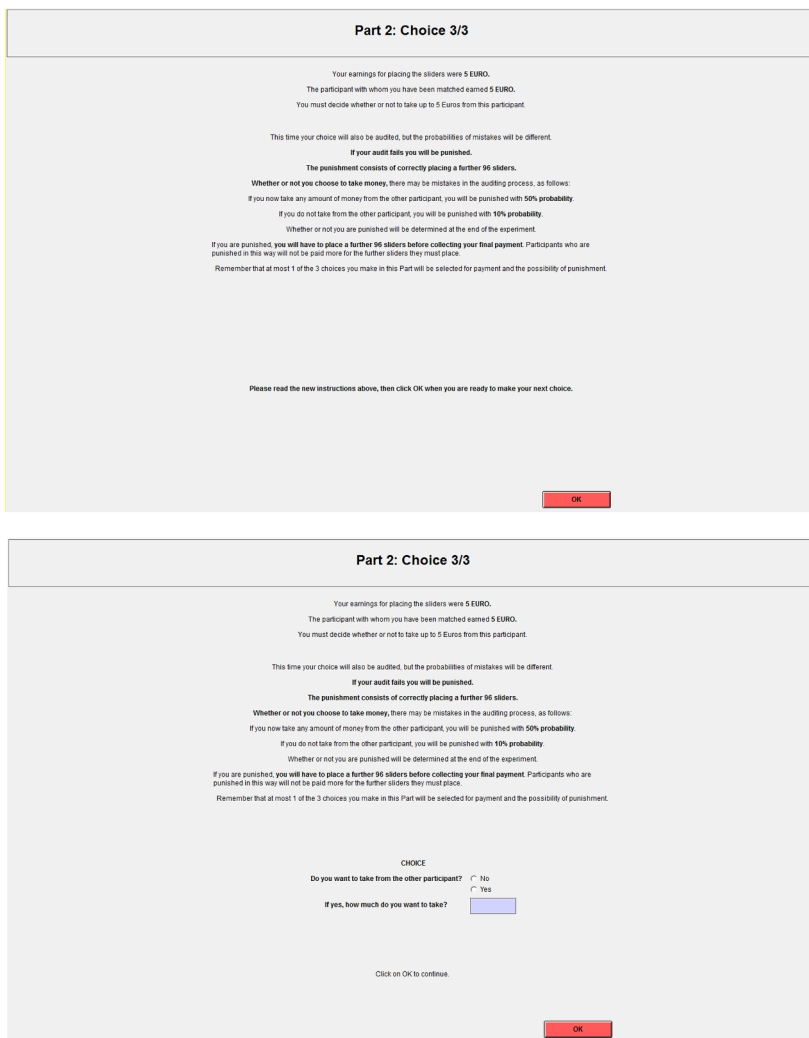 Part 2: Choice 3/3
Your earnings for placing the sliders were 5 EURO.
The participant with whom you have been matched earned 5 EURO.
You must decide whether or not to take up to 5 Euros from this participant.
This time your choice will also be audited, but the probabilities of mistakes will be different.
If your audit fails you will be punished.
The punishment consists of correctly placing a further 96 sliders.
Whether or not you choose to take money, there may be mistakes in the auditing process, as follows:
If you now take any amount of money from the other participant, you will be punished with 50% probability.
If you do not take from the other participant, you will be punished with 10% probability.
Whether or not you are punished will be determined at the end of the experiment.
If you are punished, you will have to place a further 96 sliders before collecting your final payment. Participants who are
punished in this way will not be paid more for the further sliders they must place.
Remember that at most 1 of the 3 choices you make in this Part will be selected for payment and the possibility of punishment.
Please read the new instructions above, then click OK when you are ready to make your next choice.
OK
Part 2: Choice 3/3
Your earnings for placing the sliders were 5 EURO.
The participant with whom you have been matched earned 5 EURO.
You must decide whether or not to take up to 5 Euros from this participant.
This time your choice will also be audited, but the probabilities of mistakes will be different.
If your audit fails you will be punished.
The punishment consists of correctly placing a further 96 sliders.
Whether or not you choose to take money, there may be mistakes in the auditing process, as follows:
If you now take any amount of money from the other participant, you will be punished with 50% probability.
If you do not take from the other participant, you will be punished with 10% probability.
Whether or not you are punished will be determined at the end of the experiment.
If you are punished, you will have to place a further 96 sliders before collecting your final payment. Participants who are
punished in this way will not be paid more for the further sliders they must place.
Remember that at most 1 of the 3 choices you make in this Part will be selected for payment and the possibility of punishment.
CHOICE
Do you want to take from the other participant? No
Yes
If yes, how much do you want to take?
Click on OK to continue.
OK